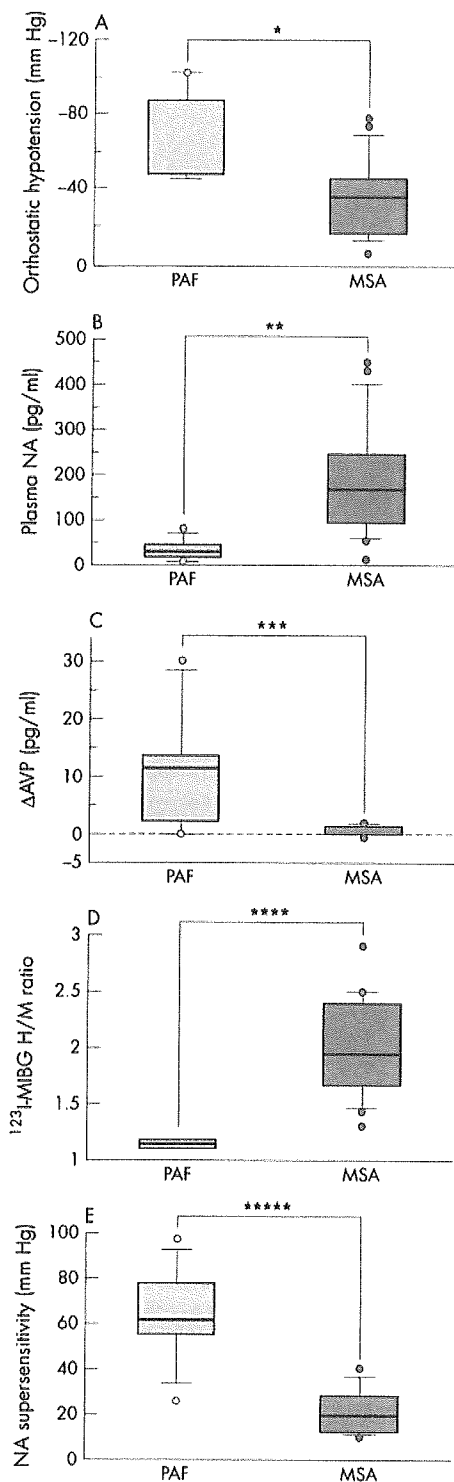 A
*
Orthostatic hypotension (mm Hg)
–120
–80
–40
0
PAF
MSA
B
**
Plasma NA (pg/ml)
500
400
300
200
100
0
PAF
MSA
C
***
ΔAVP (pg/ml)
30
20
10
0
–5
PAF
MSA
D
****
123I-MIBG H/M ratio
3
2.5
2
1.5
1
PAF
MSA
E
*****
NA supersensitivity (mm Hg)
100
80
60
40
20
0
PAF
MSA